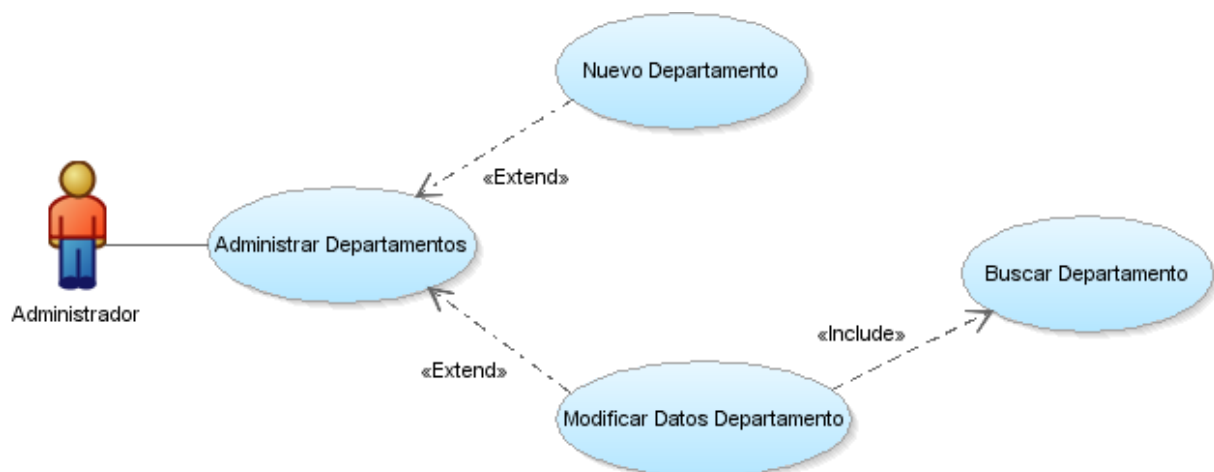 Nuevo Departamento
«Extend»
Administrar Departamentos
Administrador
Buscar Departamento
«Include»
«Extend»
Modificar Datos Departamento